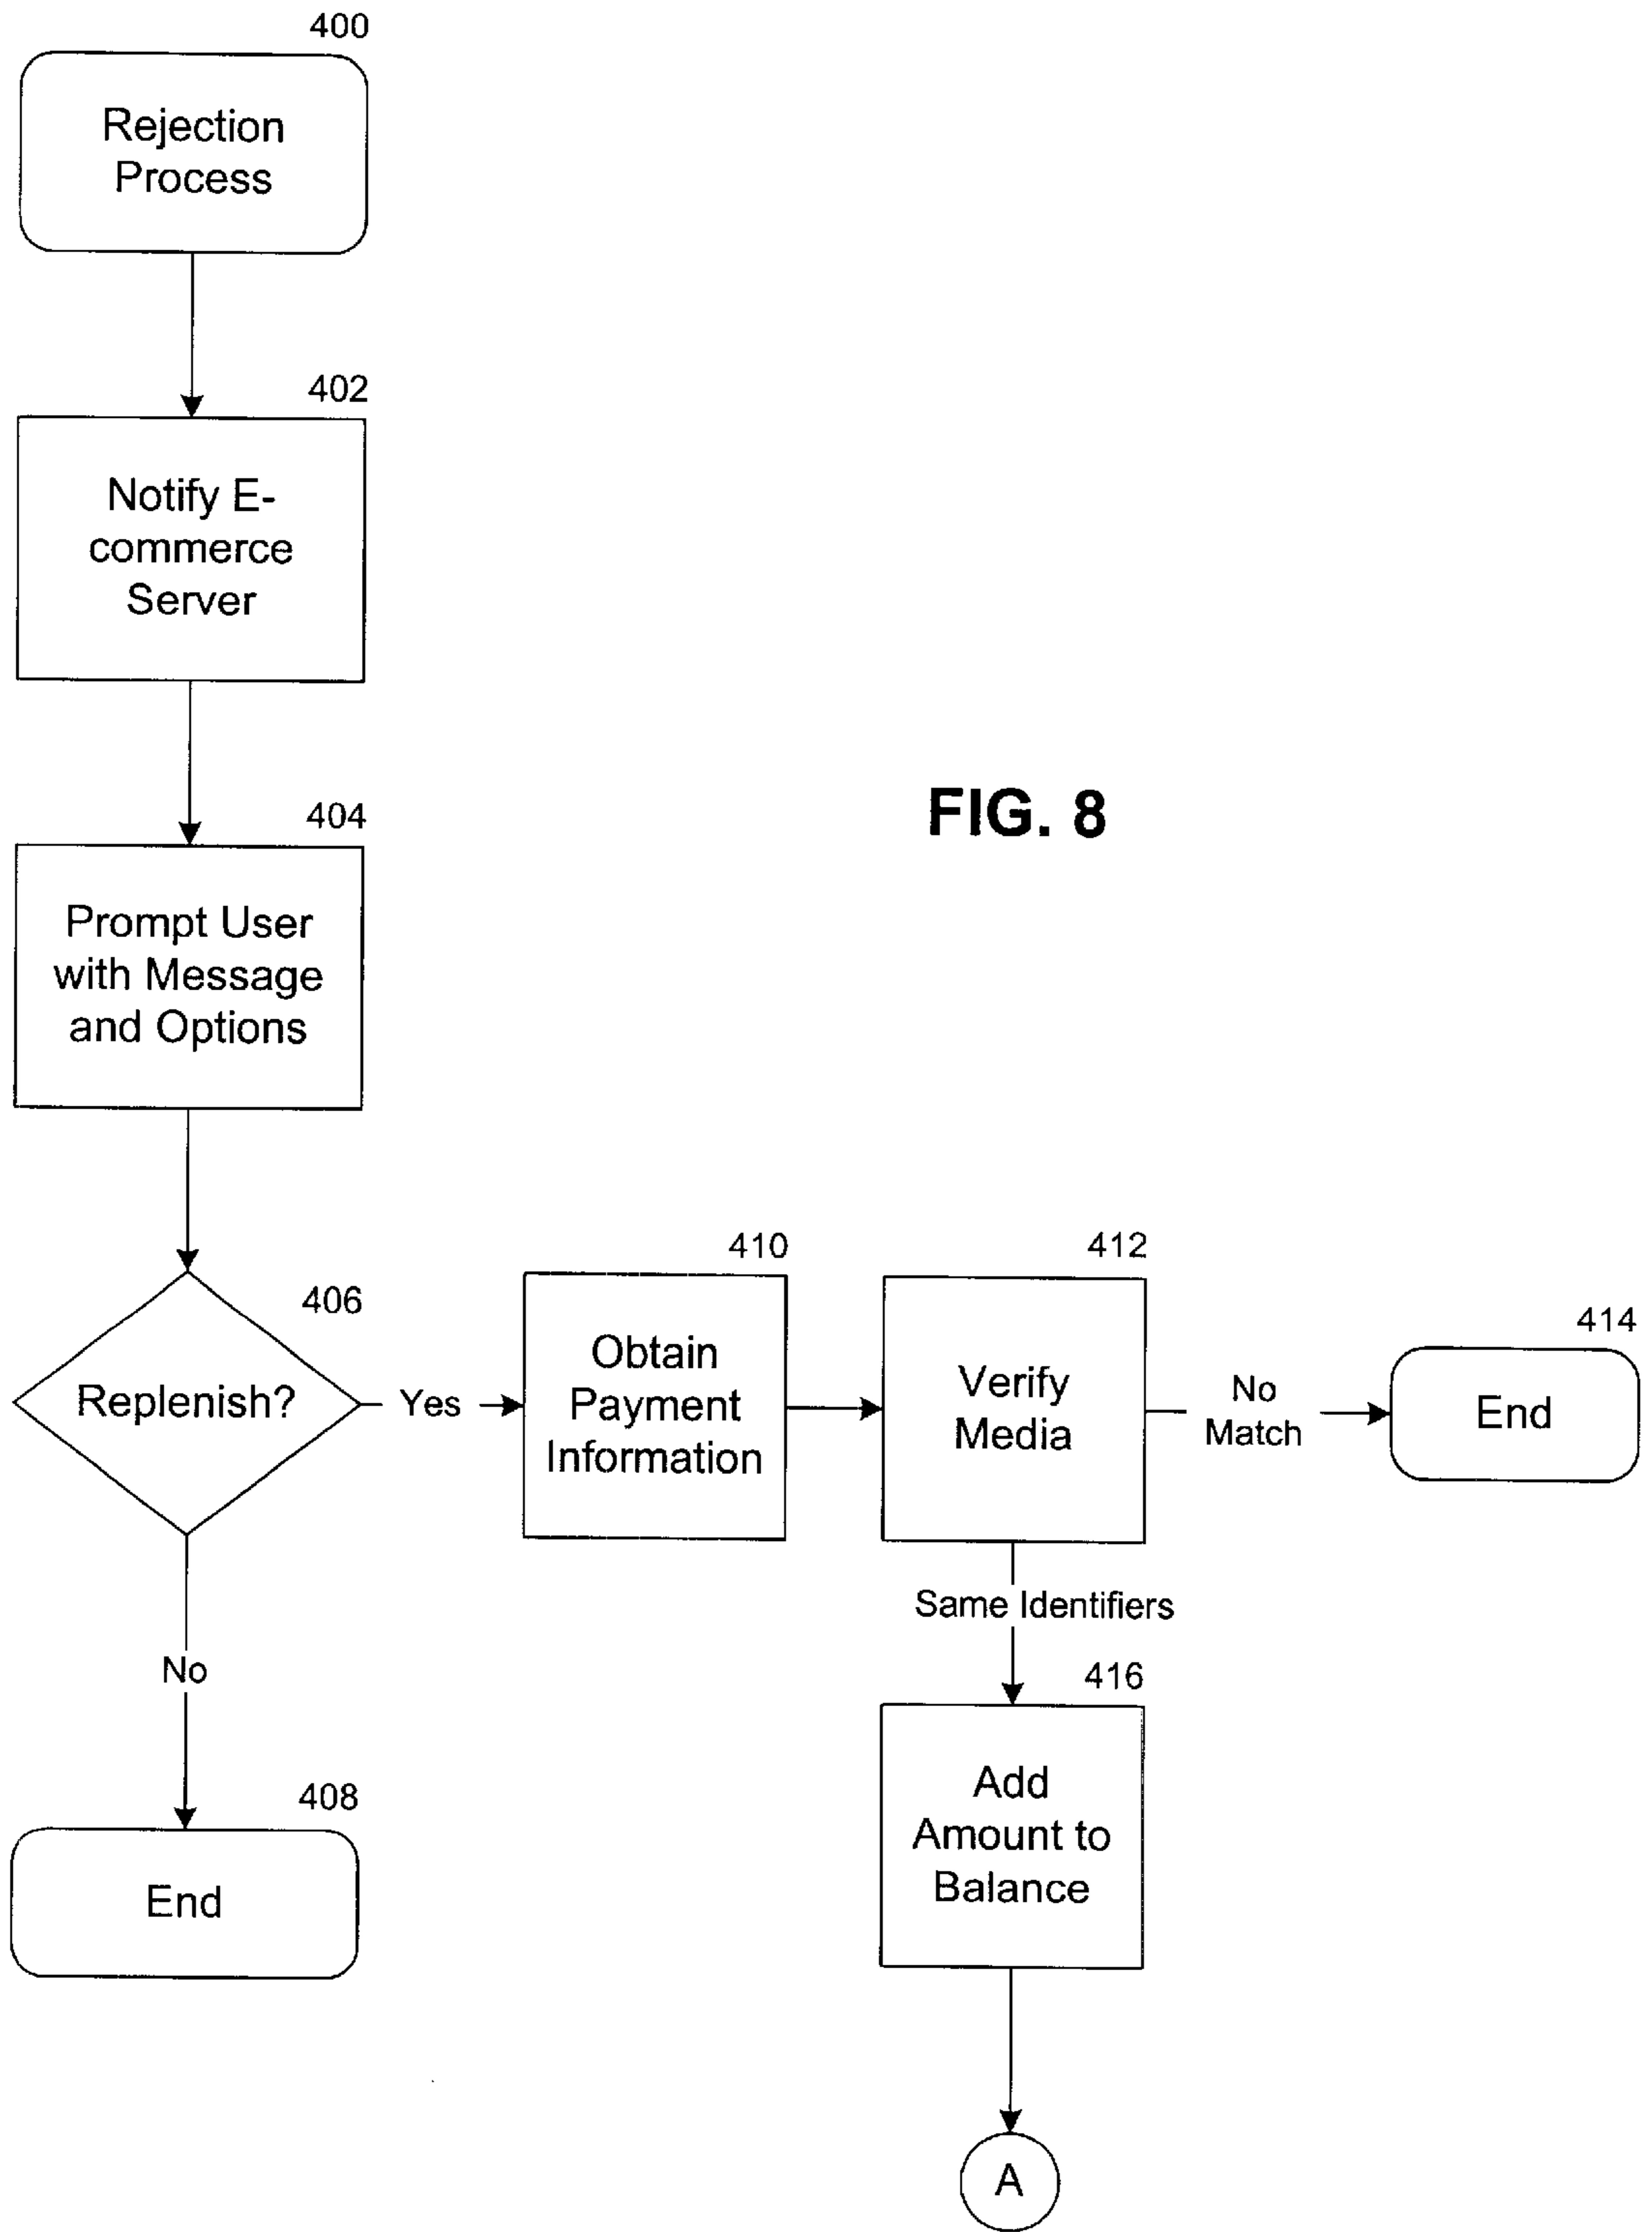 400
Rejection
Process
402
Notify E-
commerce
Server
404
Prompt User
with Message
and Options
FIG. 8
406
Replenish?
Yes
410
Obtain
Payment
Information
412
Verify
Media
No
Match
414
End
No
408
End
Same Identifiers
416
Add
Amount to
Balance
A